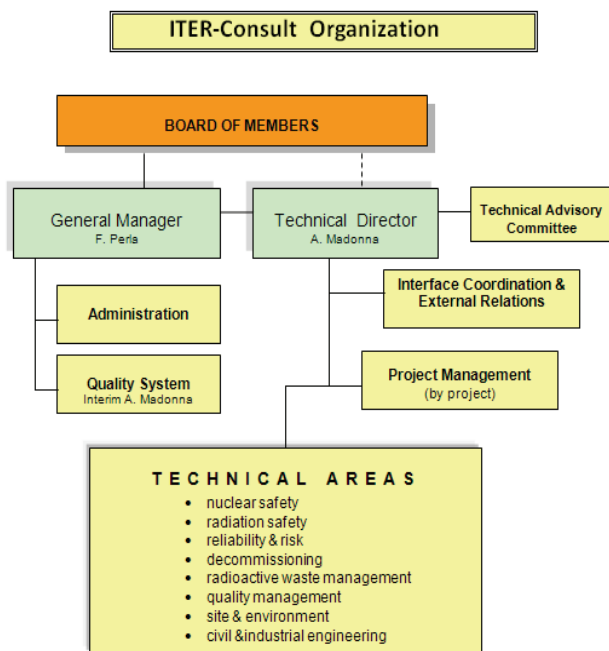 ITER-Consult Organization
BOARD OF MEMBERS
General Manager
F. Perla
Technical Director
A. Madonna
Technical Advisory
Committee
Interface Coordination &
External Relations
Administration
Quality System
Interim A. Madonna
Project Management
(by project)
TECHNICAL AREAS
• nuclear safety
• radiation safety
• reliability & risk
• decommissioning
• radioactive waste management
• quality management
• site & environment
• civil &industrial engineering